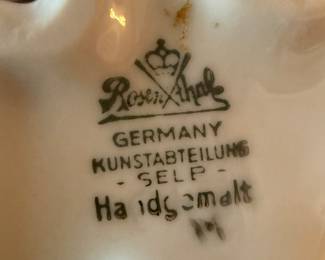 Rosenthal
GERMANY
KUNSTABTEILUNG
- SELB -
Handgemalt